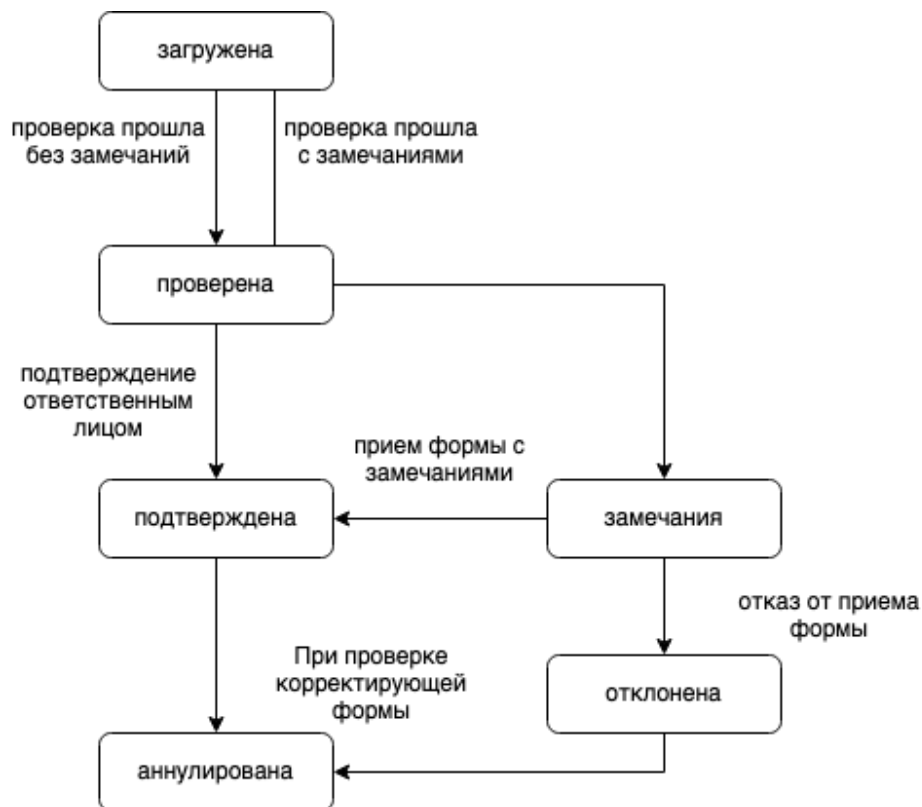 загружена
проверка прошла
без замечаний
проверка прошла
с замечаниями
проверена
подтверждение
ответственным
лицом
прием формы с
замечаниями
подтверждена
замечания
отказ от приема
формы
При проверке
корректирующей
формы
отклонена
аннулирована